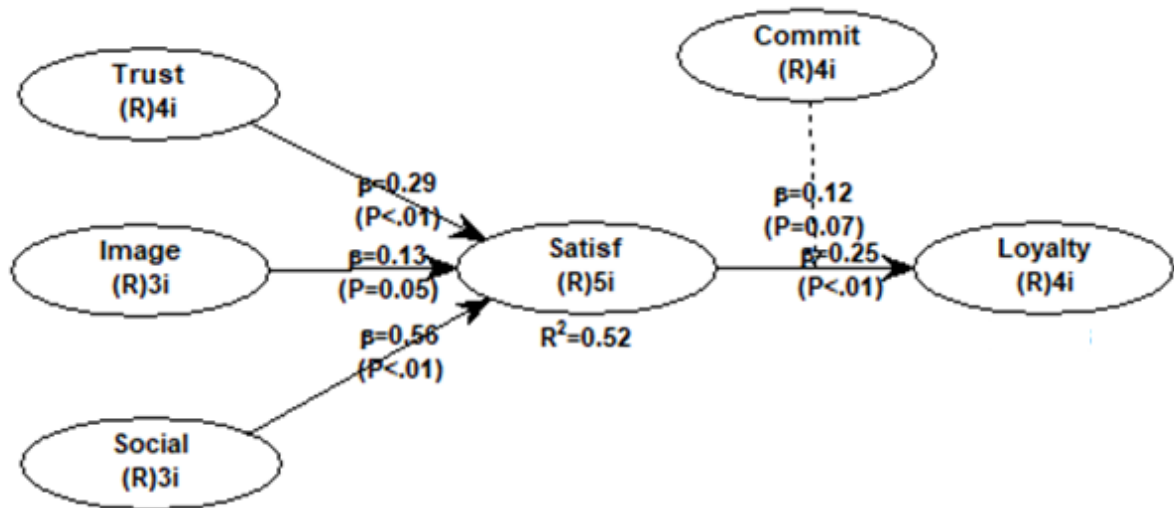 Trust
(R)4i
Commit
(R)4i
β=0.29
(P<.01)
β=0.12
(P=0.07)
Image
(R)3i
β=0.13
(P=0.05)
Satisf
(R)5i
R²=0.52
β=0.25
(P<.01)
Loyalty
(R)4i
β=0.56
(P<.01)
Social
(R)3i